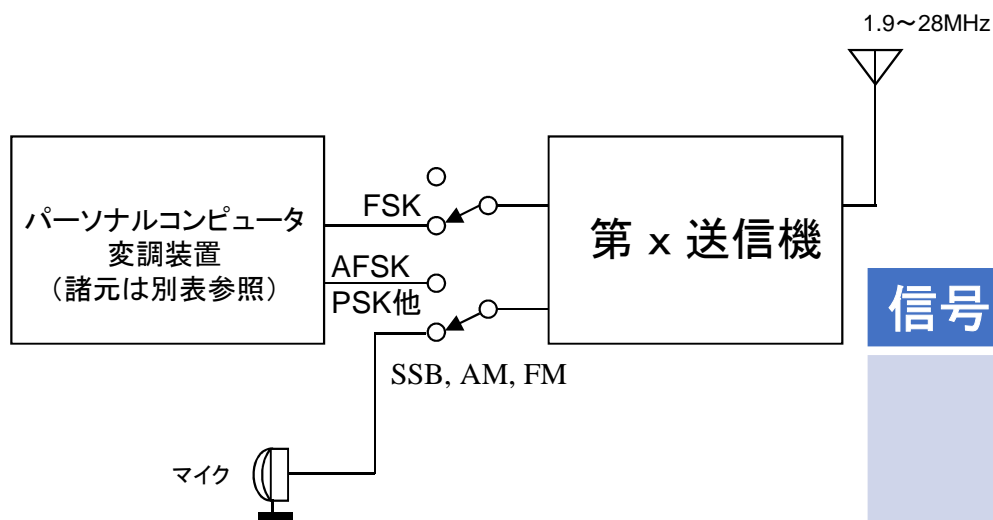 1.9～28MHz
パーソナルコンピュータ
変調装置
（諸元は別表参照）
FSK
AFSK
PSK他
第 x 送信機
信号
SSB, AM, FM
マイク